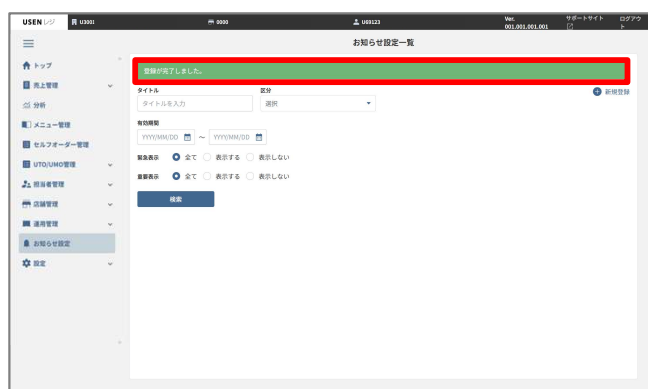 USEN レジ U3001 0000 U69123 Ver. 001.001.001.001 サポートサイト ログアウト
お知らせ設定一覧
トップ
売上管理
分析
メニュー管理
セルフオーダー管理
UTO/UMO管理
担当者管理
店舗管理
運用管理
お知らせ設定
設定
登録が完了しました。
タイトル 区分 新規登録
タイトルを入力 選択
有効期間
YYYY/MM/DD ~ YYYY/MM/DD
緊急表示 全て 表示する 表示しない
重要表示 全て 表示する 表示しない
検索